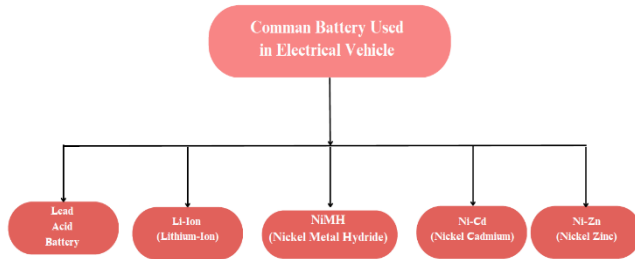 Comman Battery Used
in Electrical Vehicle
Lead
Acid
Battery
Li-Ion
(Lithium-Ion)
NiMH
(Nickel Metal Hydride)
Ni-Cd
(Nickel Cadmium)
Ni-Zn
(Nickel Zinc)